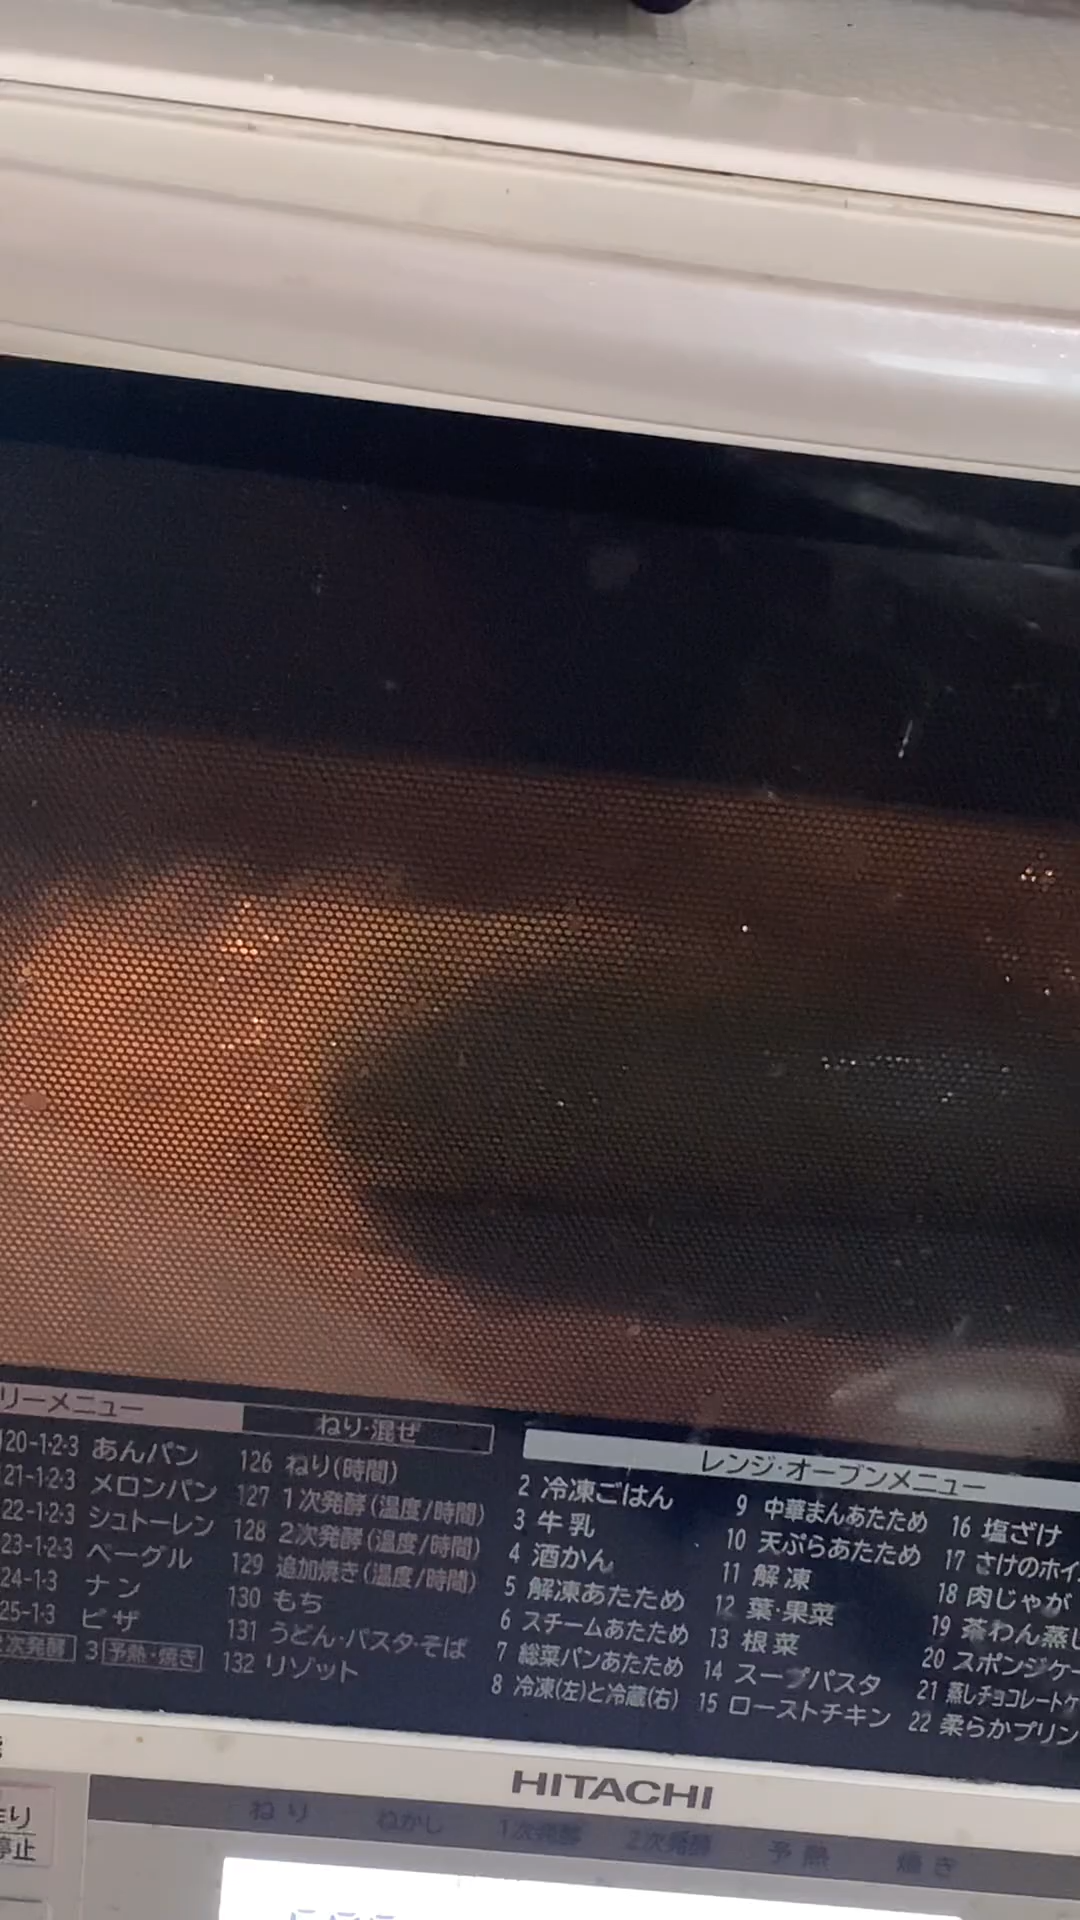 リーメニュー
ねり・混ぜ
120-1・2・3 あんパン
21-1・2・3 メロンパン
22-1・2・3 シュトーレン
23-1・2・3 ベーグル
24-1・3 ナン
25-1・3 ピザ
次発酵 3 予熱・焼き
126 ねり(時間)
127 1次発酵(温度/時間)
128 2次発酵(温度/時間)
129 追加焼き(温度/時間)
130 もち
131 うどん・パスタ・そば
132 リゾット
レンジ・オーブンメニュー
2 冷凍ごはん
3 牛乳
4 酒かん
5 解凍あたため
6 スチームあたため
7 総菜パンあたため
8 冷凍(左)と冷蔵(右)
9 中華まんあたため
10 天ぷらあたため
11 解凍
12 葉・果菜
13 根菜
14 スープパスタ
15 ローストチキン
16 塩ざけ
17 さけのホイ
18 肉じゃが
19 茶わん蒸し
20 スポンジケー
21 蒸しチョコレートケ
22 柔らかプリン
HITACHI
ねり ねかし 1次発酵 2次発酵 予熱 焼き
停止